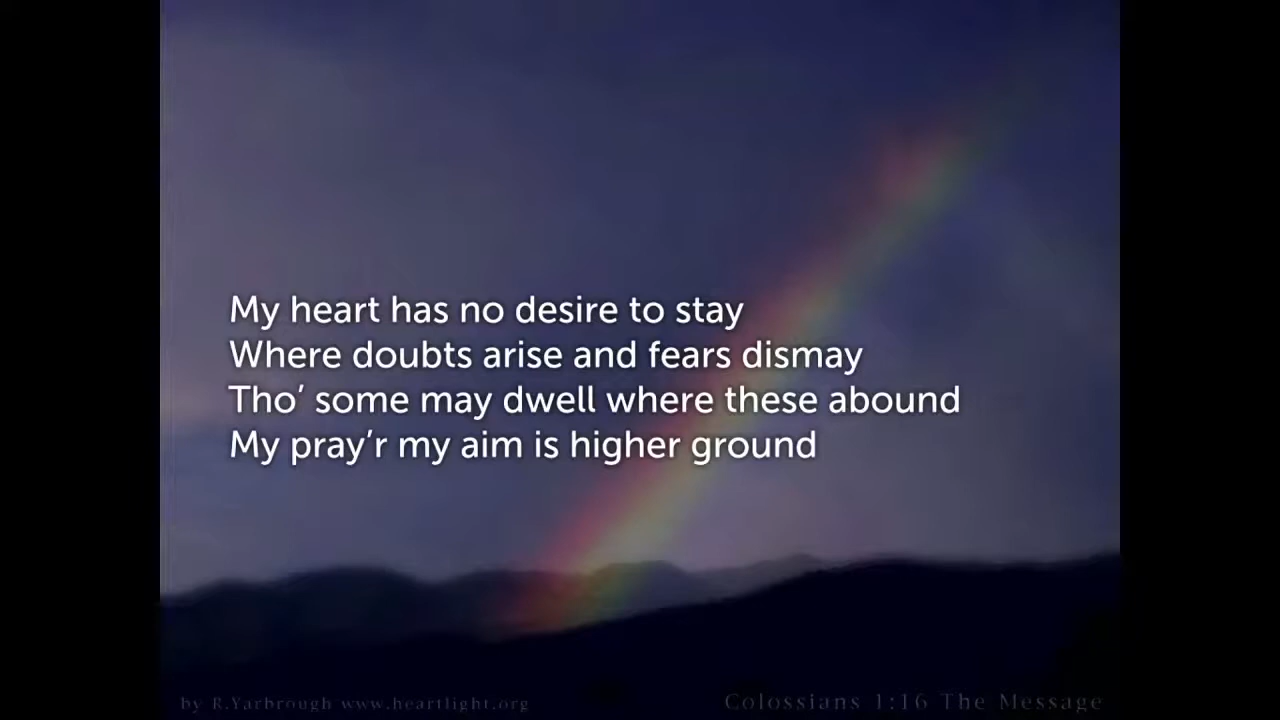 My heart has no desire to stay
Where doubts arise and fears dismay
Tho’ some may dwell where these abound
My pray’r my aim is higher ground
by R.Yarbrough www.heartlight.org
Colossians 1:16 The Message